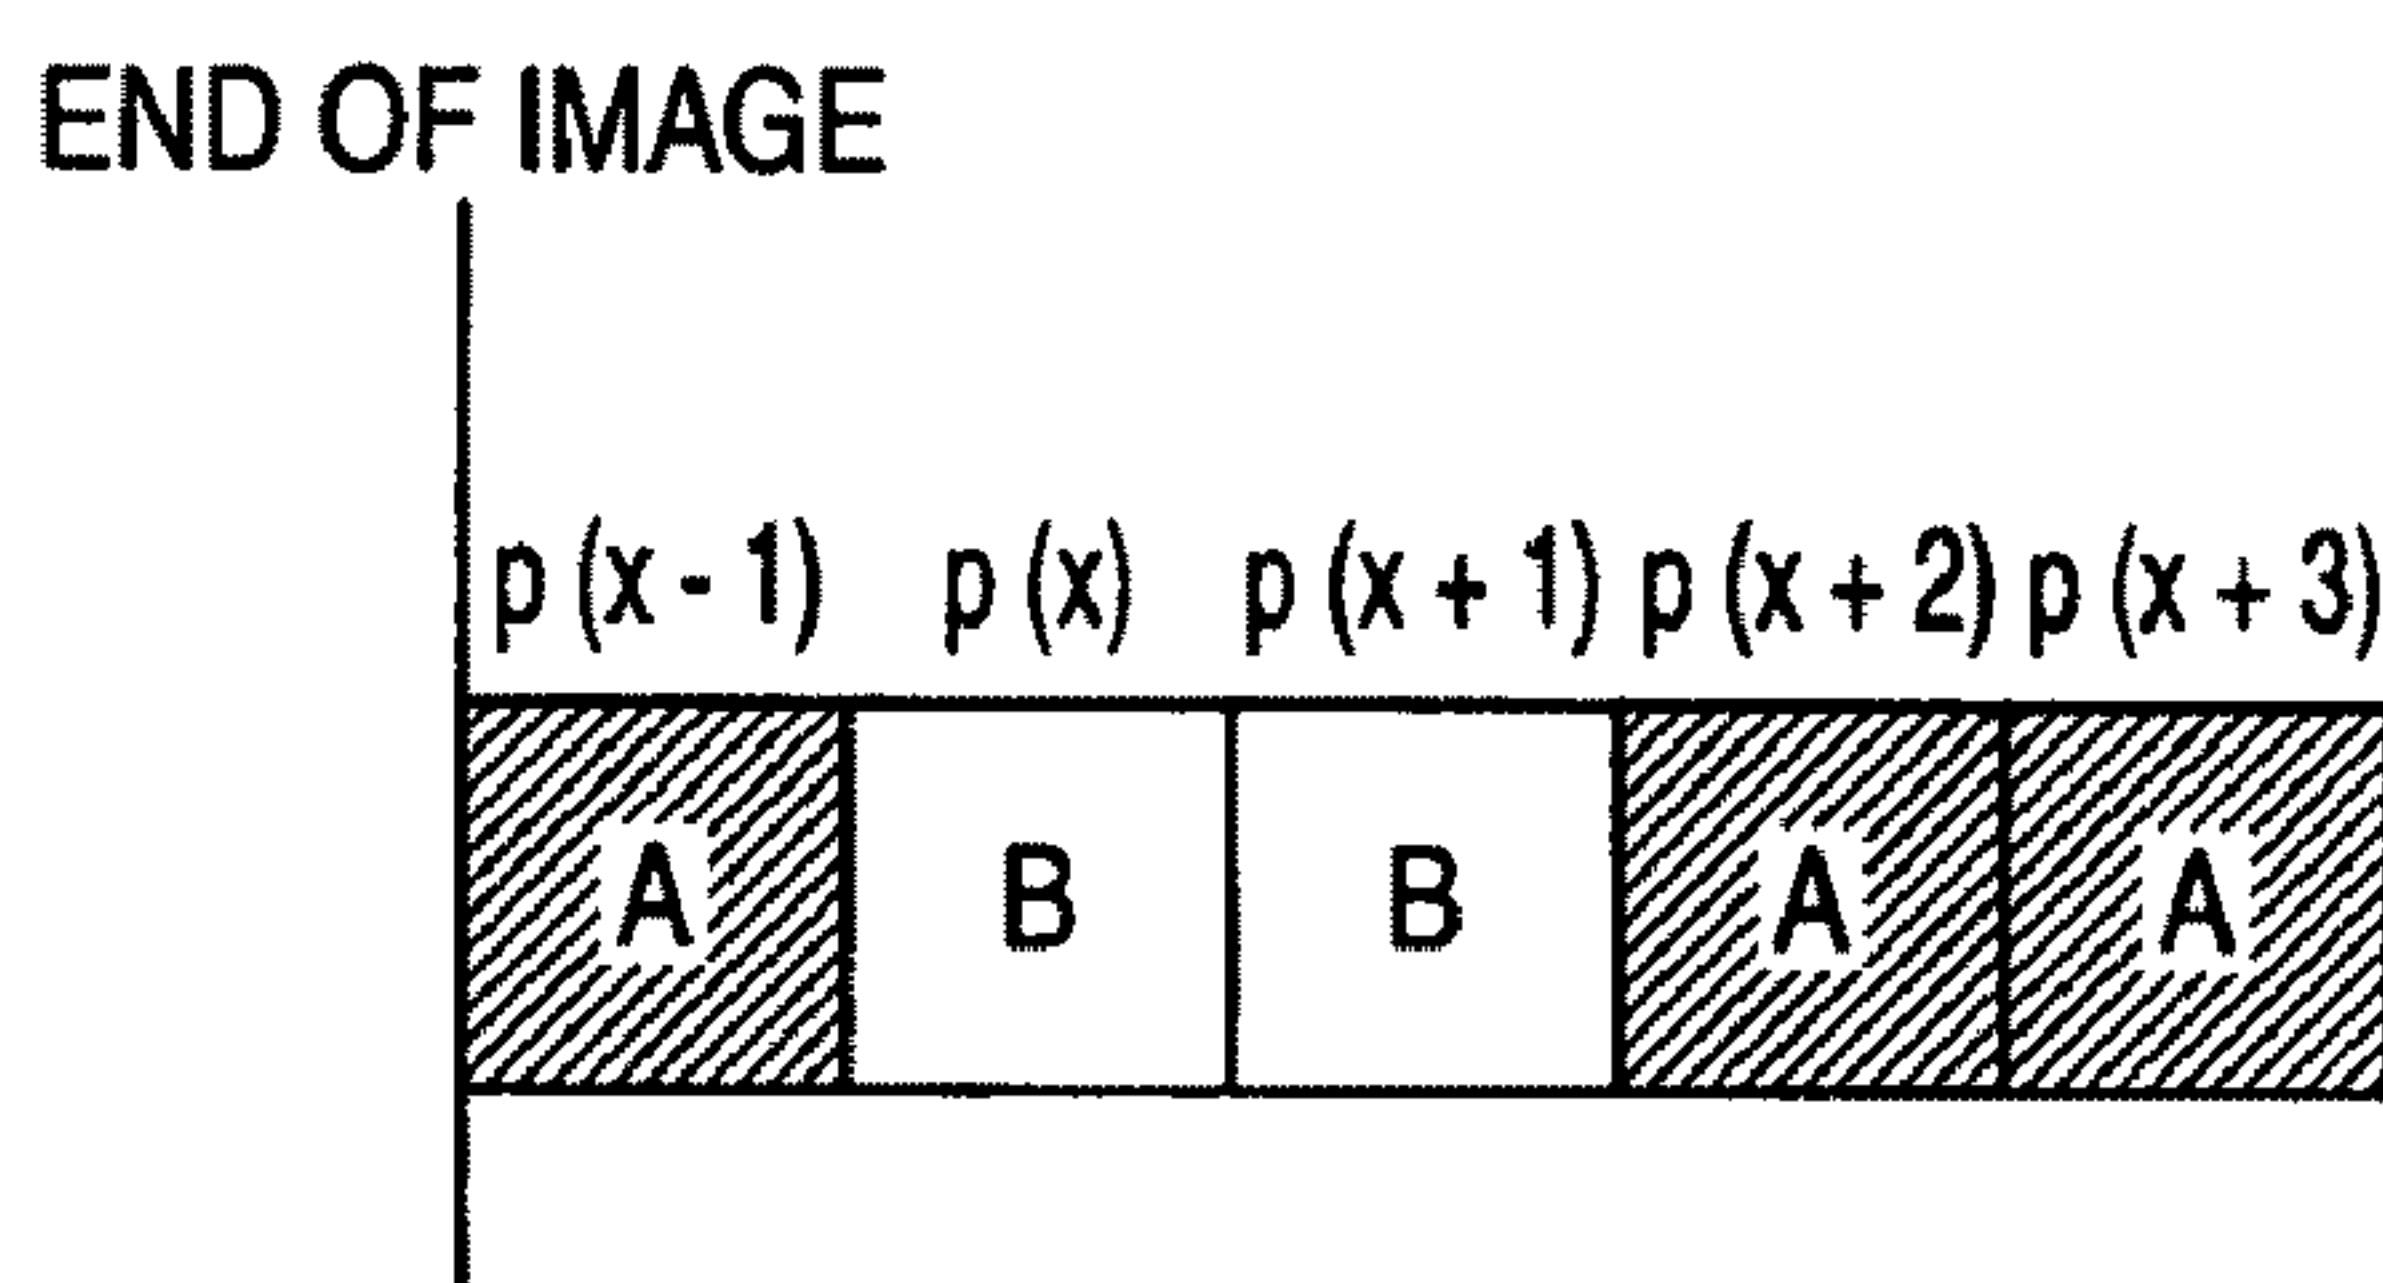 END OF IMAGE
p (x - 1) p (x) p (x + 1) p (x + 2) p (x + 3)
A B B A A